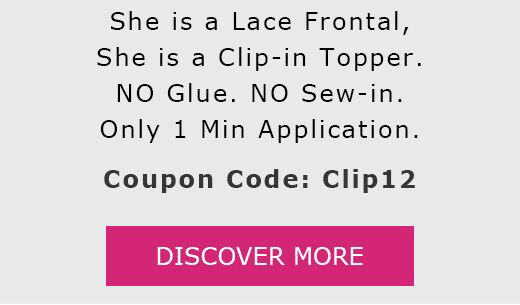 She is a Lace Frontal,
She is a Clip-in Topper.
NO Glue. NO Sew-in.
Only 1 Min Application.
Coupon Code: Clip12
DISCOVER MORE